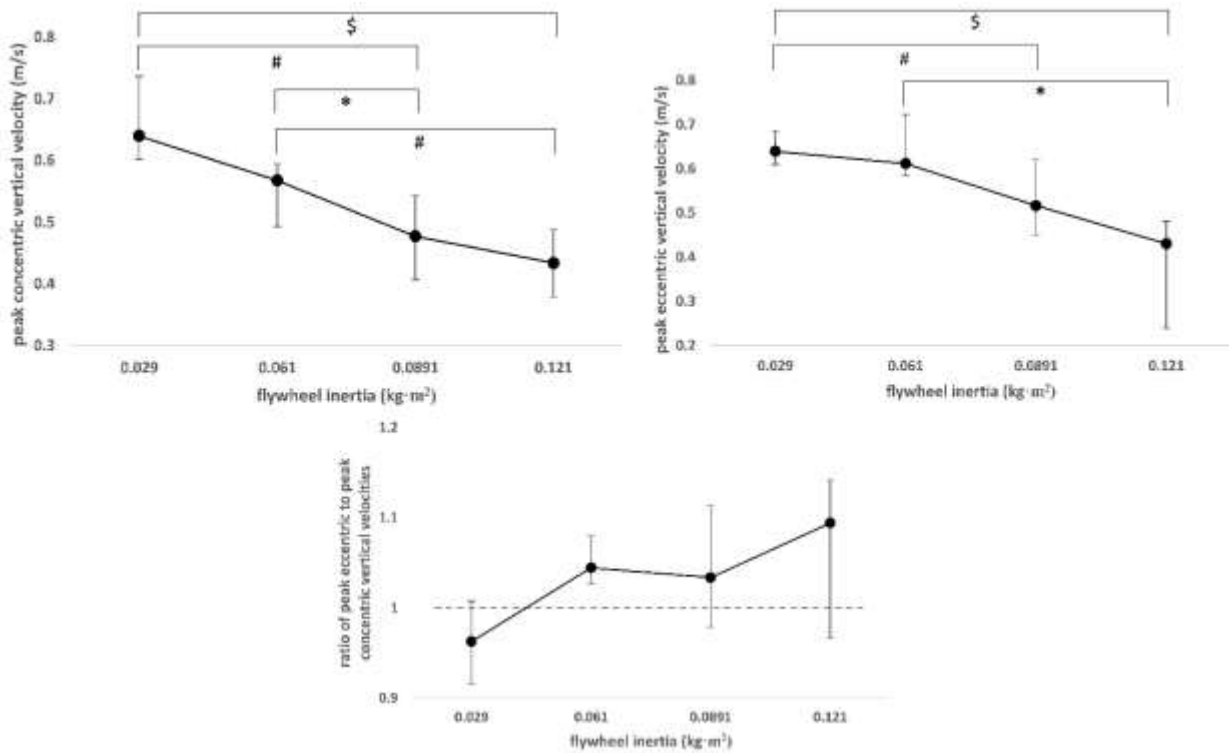 peak concentric vertical velocity (m/s)
0.8
0.7
0.6
0.5
0.4
0.3
$
#
*
#
0.029 0.061 0.0891 0.121
flywheel inertia (kg·m²)
peak eccentric vertical velocity (m/s)
0.8
0.7
0.6
0.5
0.4
0.3
0.2
$
#
*
0.029 0.061 0.0891 0.121
flywheel inertia (kg·m²)
ratio of peak eccentric to peak
concentric vertical velocities
1.2
1.1
1
0.9
0.029 0.061 0.0891 0.121
flywheel inertia (kg·m²)